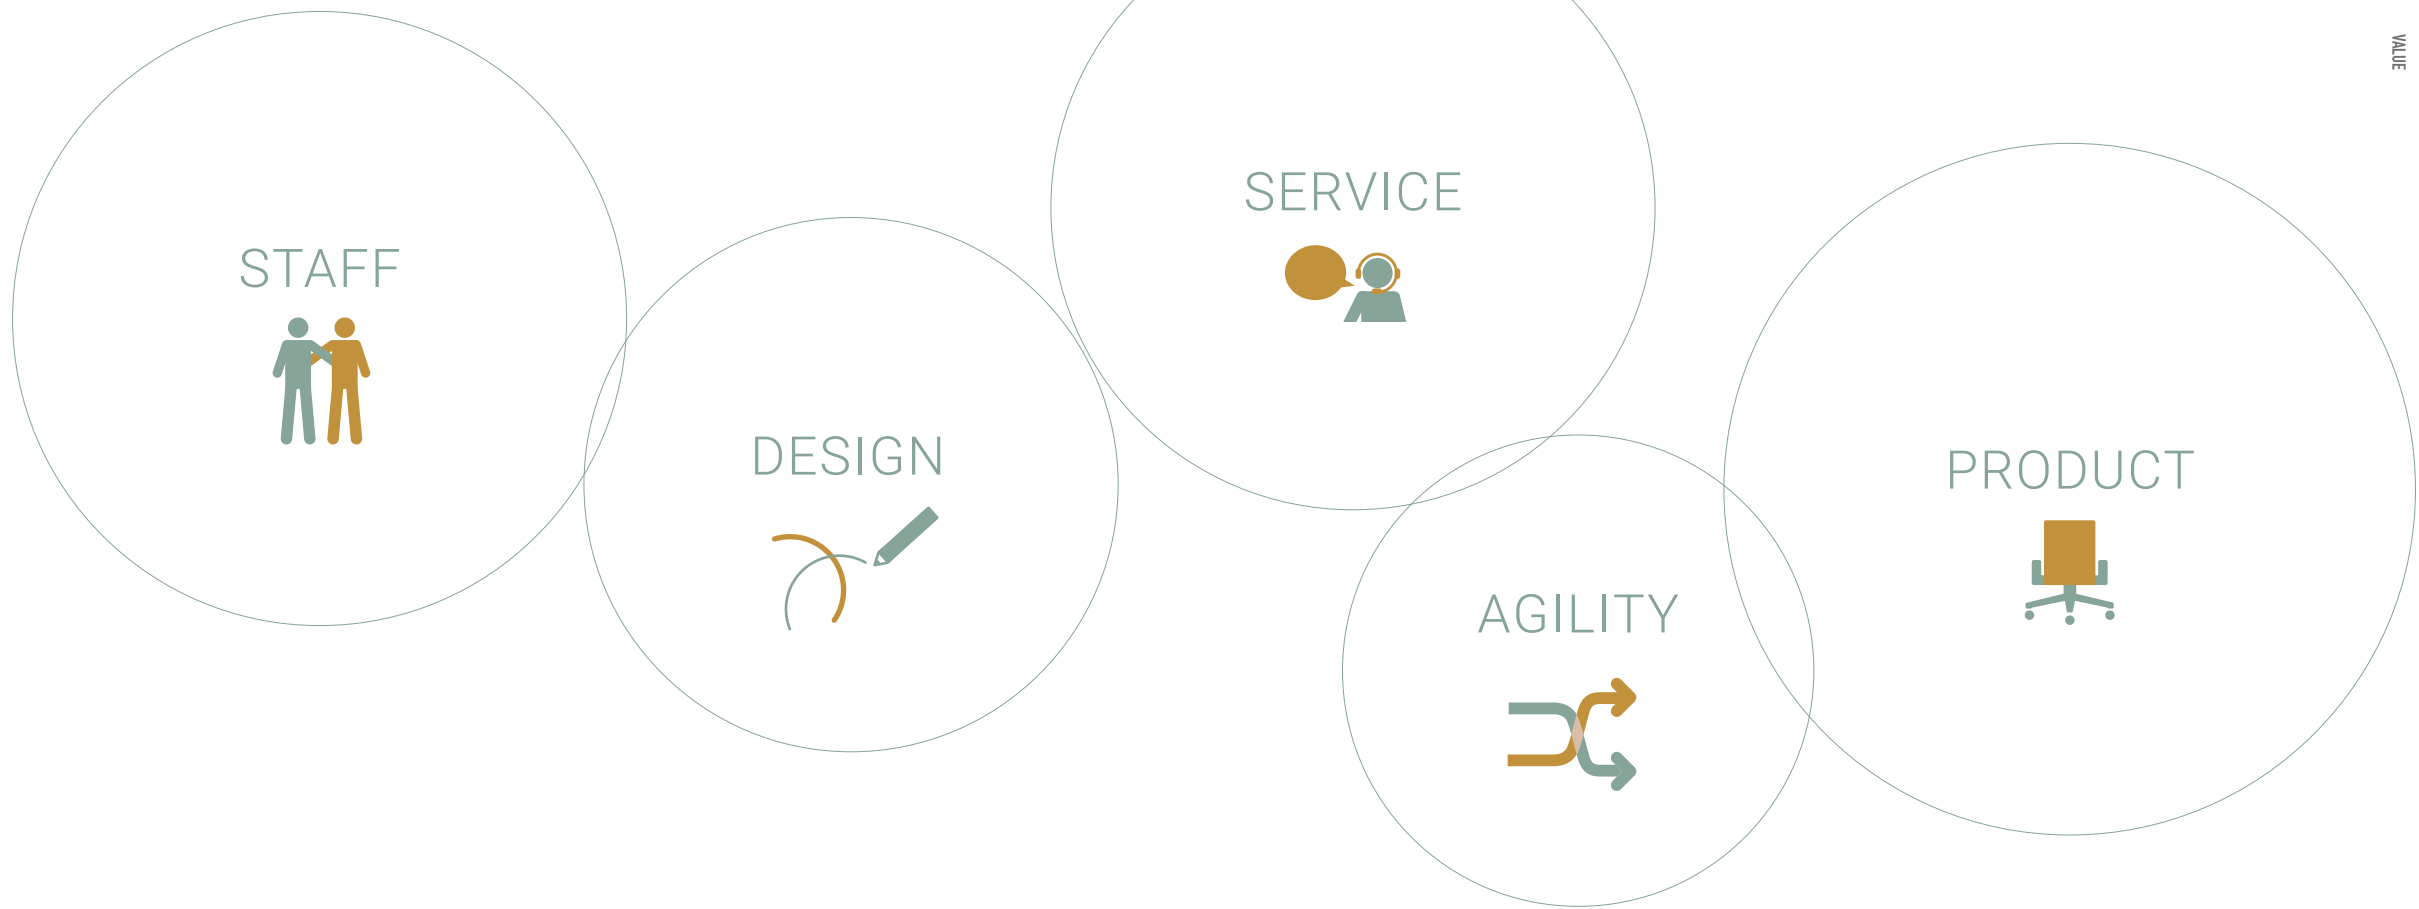 VALUE
STAFF
DESIGN
SERVICE
AGILITY
PRODUCT